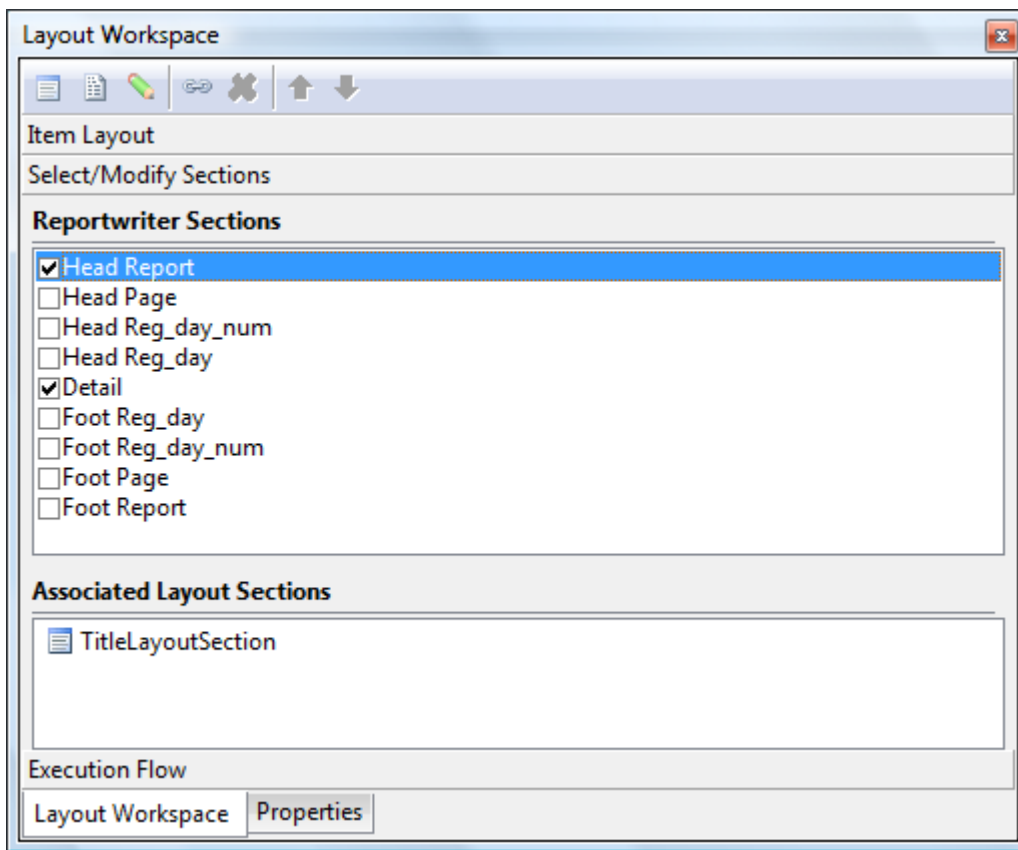 Layout Workspace
Item Layout
Select/Modify Sections
Reportwriter Sections
Head Report
Head Page
Head Reg_day_num
Head Reg_day
Detail
Foot Reg_day
Foot Reg_day_num
Foot Page
Foot Report
Associated Layout Sections
TitleLayoutSection
Execution Flow
Layout Workspace Properties